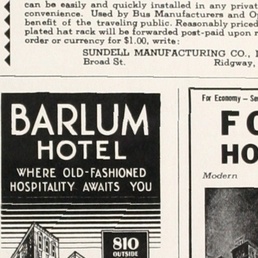 can be easily and quickly installed in any privat
convenience. Used by Bus Manufacturers and Op
benefit of the traveling public. Reasonably priced
plated hat rack will be forwarded post-paid upon r
order or currency for $1.00, write:
SUNDELL MANUFACTURING CO., I
Broad St. Ridgway,
BARLUM
HOTEL
WHERE OLD-FASHIONED
HOSPITALITY AWAITS YOU
810
OUTSIDE
For Economy — Se
FO
HO
Modern